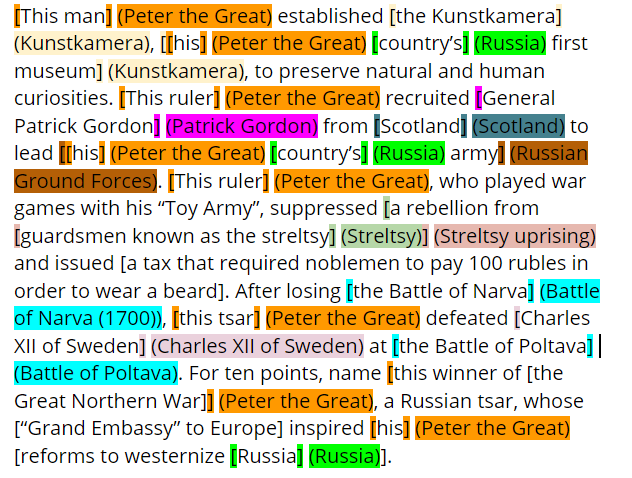 [This man] (Peter the Great) established [the Kunstkamera]
(Kunstkamera), [[his] (Peter the Great) [country’s] (Russia) first
museum] (Kunstkamera), to preserve natural and human
curiosities. [This ruler] (Peter the Great) recruited [General
Patrick Gordon] (Patrick Gordon) from [Scotland] (Scotland) to
lead [[his] (Peter the Great) [country’s] (Russia) army] (Russian
Ground Forces). [This ruler] (Peter the Great), who played war
games with his “Toy Army”, suppressed [a rebellion from
[guardsmen known as the streltsy] (Streltsy)] (Streltsy uprising)
and issued [a tax that required noblemen to pay 100 rubles in
order to wear a beard]. After losing [the Battle of Narva] (Battle
of Narva (1700)), [this tsar] (Peter the Great) defeated [Charles
XII of Sweden] (Charles XII of Sweden) at [the Battle of Poltava]
(Battle of Poltava). For ten points, name [this winner of [the
Great Northern War]] (Peter the Great), a Russian tsar, whose
[“Grand Embassy” to Europe] inspired [his] (Peter the Great)
[reforms to westernize [Russia] (Russia)].